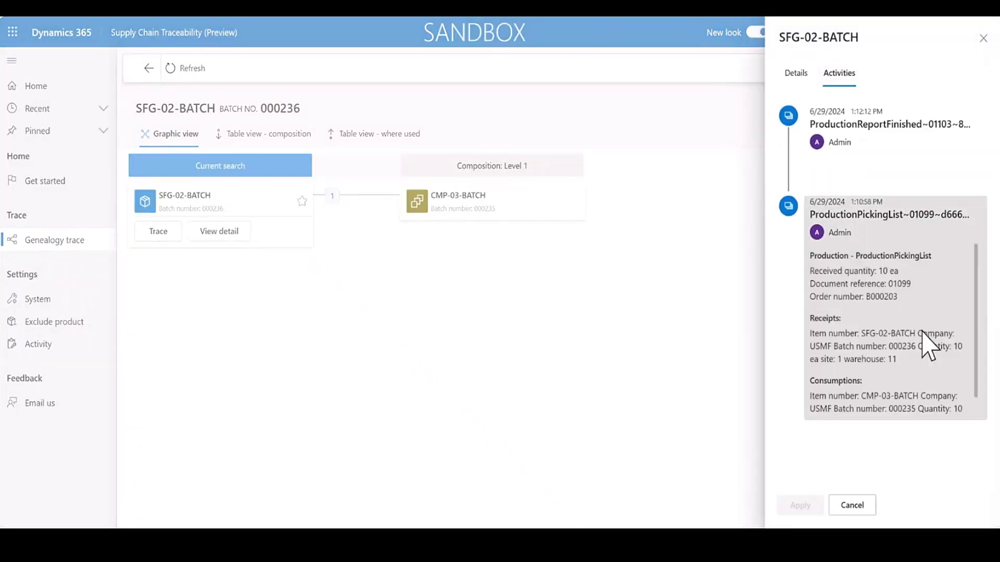 Dynamics 365
Supply Chain Traceability (Preview)
SANDBOX
New look
Home
Recent
Pinned
Home
Get started
Trace
Genealogy trace
Settings
System
Exclude product
Activity
Feedback
Email us
Refresh
SFG-02-BATCH BATCH NO. 000236
Graphic view
Table view - composition
Table view - where used
Current search
Composition: Level 1
SFG-02-BATCH
Batch number: 000236
Trace
View detail
1
CMP-03-BATCH
Batch number: 000235
SFG-02-BATCH
Details
Activities
6/29/2024 1:12:12 PM
ProductionReportFinished~01103~8...
A Admin
6/29/2024 1:10:58 PM
ProductionPickingList~01099~d666...
A Admin
Production - ProductionPickingList
Received quantity: 10 ea
Document reference: 01099
Order number: B000203
Receipts:
Item number: SFG-02-BATCH Company:
USMF Batch number: 000236 Quantity: 10
ea site: 1 warehouse: 11
Consumptions:
Item number: CMP-03-BATCH Company:
USMF Batch number: 000235 Quantity: 10
Apply
Cancel